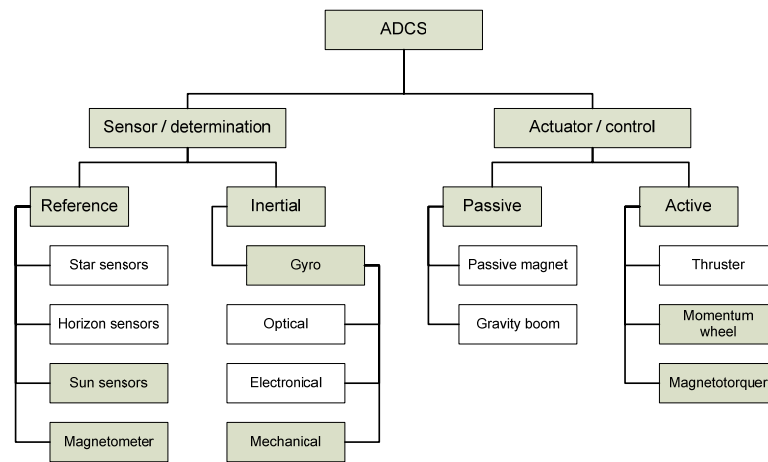 ADCS
Sensor / determination
Actuator / control
Reference
Inertial
Passive
Active
Star sensors
Gyro
Passive magnet
Thruster
Horizon sensors
Optical
Gravity boom
Momentum
wheel
Sun sensors
Electronical
Magnetotorquer
Magnetometer
Mechanical